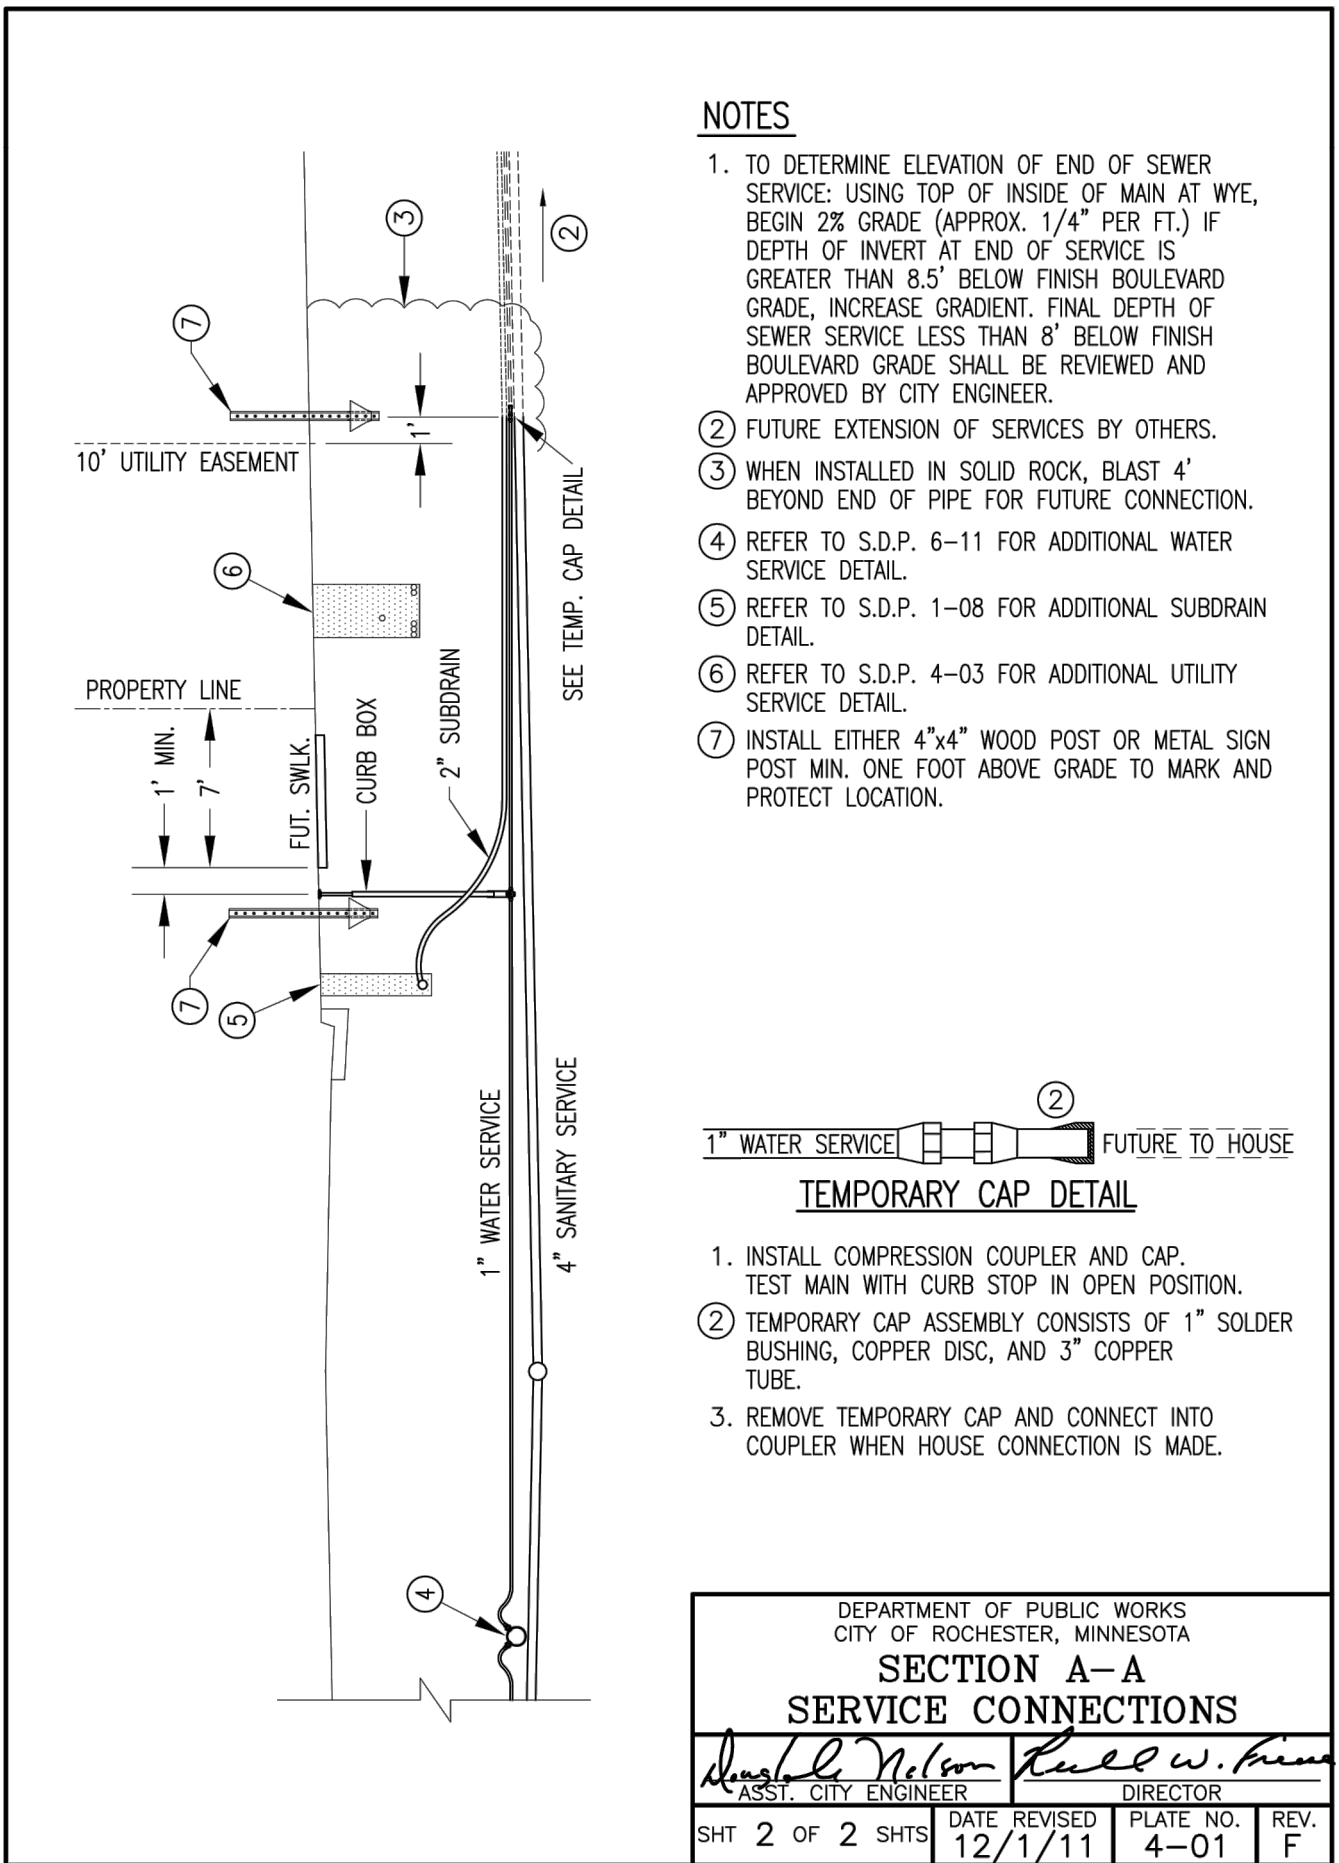 NOTES
1. TO DETERMINE ELEVATION OF END OF SEWER
SERVICE: USING TOP OF INSIDE OF MAIN AT WYE,
BEGIN 2% GRADE (APPROX. 1/4" PER FT.) IF
DEPTH OF INVERT AT END OF SERVICE IS
GREATER THAN 8.5' BELOW FINISH BOULEVARD
GRADE, INCREASE GRADIENT. FINAL DEPTH OF
SEWER SERVICE LESS THAN 8' BELOW FINISH
BOULEVARD GRADE SHALL BE REVIEWED AND
APPROVED BY CITY ENGINEER.
2 FUTURE EXTENSION OF SERVICES BY OTHERS.
3 WHEN INSTALLED IN SOLID ROCK, BLAST 4'
BEYOND END OF PIPE FOR FUTURE CONNECTION.
4 REFER TO S.D.P. 6-11 FOR ADDITIONAL WATER
SERVICE DETAIL.
5 REFER TO S.D.P. 1-08 FOR ADDITIONAL SUBDRAIN
DETAIL.
6 REFER TO S.D.P. 4-03 FOR ADDITIONAL UTILITY
SERVICE DETAIL.
7 INSTALL EITHER 4"x4" WOOD POST OR METAL SIGN
POST MIN. ONE FOOT ABOVE GRADE TO MARK AND
PROTECT LOCATION.
3
2
7
1'
10' UTILITY EASEMENT
SEE TEMP. CAP DETAIL
6
PROPERTY LINE
1' MIN.
7'
FUT. SWLK.
CURB BOX
2" SUBDRAIN
7
5
1" WATER SERVICE
4" SANITARY SERVICE
4
2
1" WATER SERVICE
FUTURE TO HOUSE
TEMPORARY CAP DETAIL
1. INSTALL COMPRESSION COUPLER AND CAP.
TEST MAIN WITH CURB STOP IN OPEN POSITION.
2 TEMPORARY CAP ASSEMBLY CONSISTS OF 1" SOLDER
BUSHING, COPPER DISC, AND 3" COPPER
TUBE.
3. REMOVE TEMPORARY CAP AND CONNECT INTO
COUPLER WHEN HOUSE CONNECTION IS MADE.
DEPARTMENT OF PUBLIC WORKS
CITY OF ROCHESTER, MINNESOTA
SECTION A-A
SERVICE CONNECTIONS
Nelson
ASST. CITY ENGINEER
W.
DIRECTOR
SHT 2 OF 2 SHTS
DATE REVISED
12/1/11
PLATE NO.
4-01
REV.
F